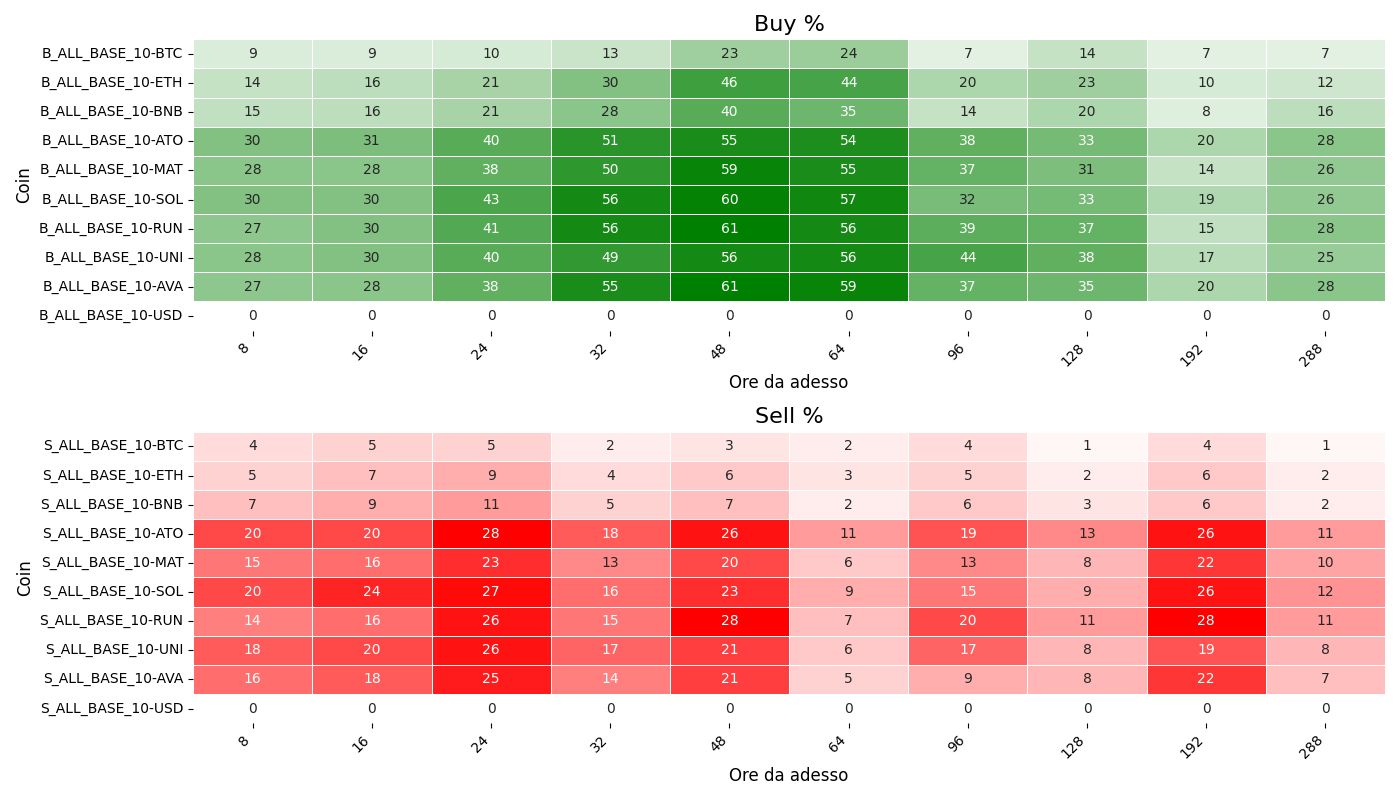 Buy %
Coin
B_ALL_BASE_10-BTC 9 9 10 13 23 24 7 14 7 7
B_ALL_BASE_10-ETH 14 16 21 30 46 44 20 23 10 12
B_ALL_BASE_10-BNB 15 16 21 28 40 35 14 20 8 16
B_ALL_BASE_10-ATO 30 31 40 51 55 54 38 33 20 28
B_ALL_BASE_10-MAT 28 28 38 50 59 55 37 31 14 26
B_ALL_BASE_10-SOL 30 30 43 56 60 57 32 33 19 26
B_ALL_BASE_10-RUN 27 30 41 56 61 56 39 37 15 28
B_ALL_BASE_10-UNI 28 30 40 49 56 56 44 38 17 25
B_ALL_BASE_10-AVA 27 28 38 55 61 59 37 35 20 28
B_ALL_BASE_10-USD 0 0 0 0 0 0 0 0 0 0
8 16 24 32 48 64 96 128 192 288
Ore da adesso
Sell %
Coin
S_ALL_BASE_10-BTC 4 5 5 2 3 2 4 1 4 1
S_ALL_BASE_10-ETH 5 7 9 4 6 3 5 2 6 2
S_ALL_BASE_10-BNB 7 9 11 5 7 2 6 3 6 2
S_ALL_BASE_10-ATO 20 20 28 18 26 11 19 13 26 11
S_ALL_BASE_10-MAT 15 16 23 13 20 6 13 8 22 10
S_ALL_BASE_10-SOL 20 24 27 16 23 9 15 9 26 12
S_ALL_BASE_10-RUN 14 16 26 15 28 7 20 11 28 11
S_ALL_BASE_10-UNI 18 20 26 17 21 6 17 8 19 8
S_ALL_BASE_10-AVA 16 18 25 14 21 5 9 8 22 7
S_ALL_BASE_10-USD 0 0 0 0 0 0 0 0 0 0
8 16 24 32 48 64 96 128 192 288
Ore da adesso